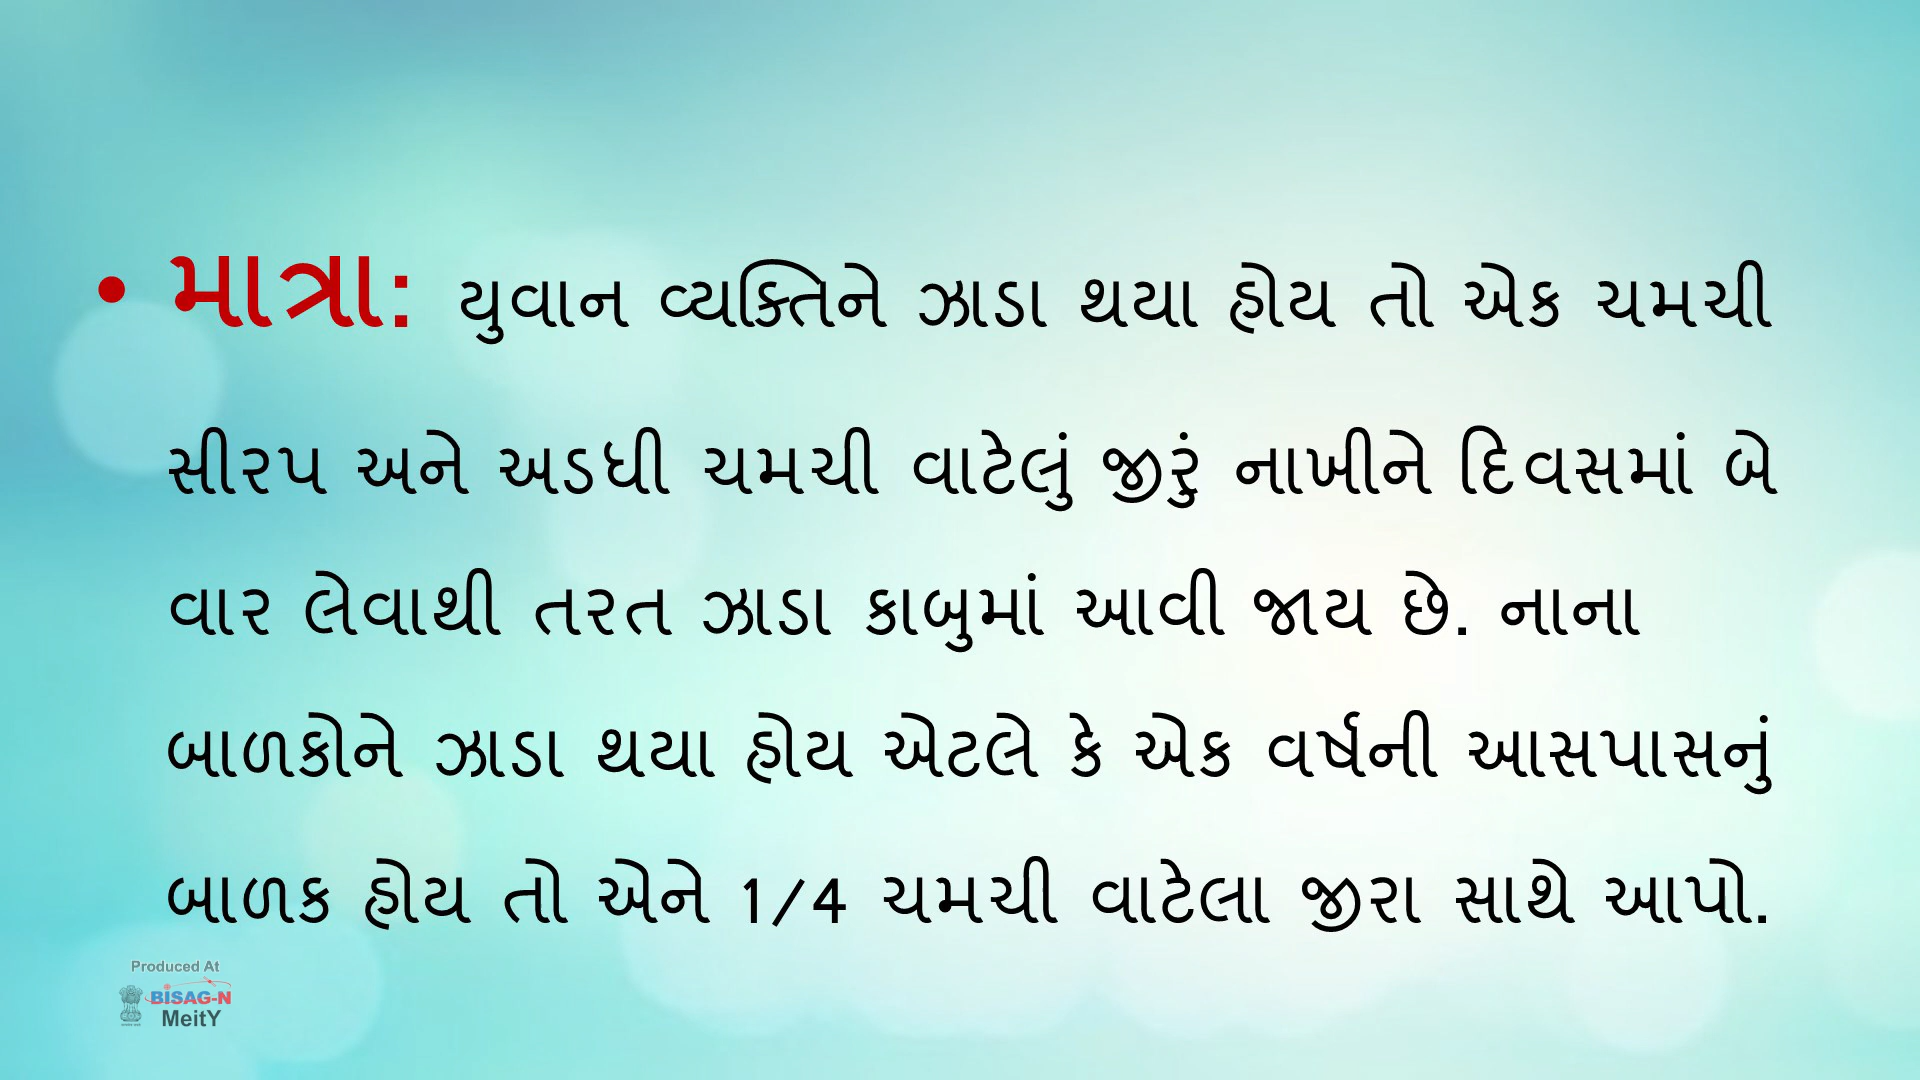 • માત્રા: યુવાન વ્યક્તિને ઝાડા થયા હોય તો એક ચમચી
સીરપ અને અડધી ચમચી વાટેલું જીરું નાખીને દિવસમાં બે
વાર લેવાથી તરત ઝાડા કાબુમાં આવી જાય છે. નાના
બાળકોને ઝાડા થયા હોય એટલે કે એક વર્ષની આસપાસનું
બાળક હોય તો એને 1/4 ચમચી વાટેલા જીરા સાથે આપો.
Produced At
BISAG-N
MeitY